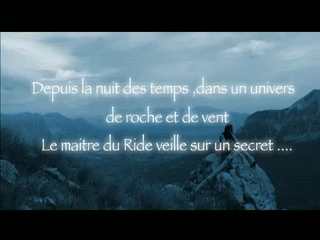 Depuis la nuit des temps ,dans un univers
de roche et de vent
Le maitre du Ride veille sur un secret ....